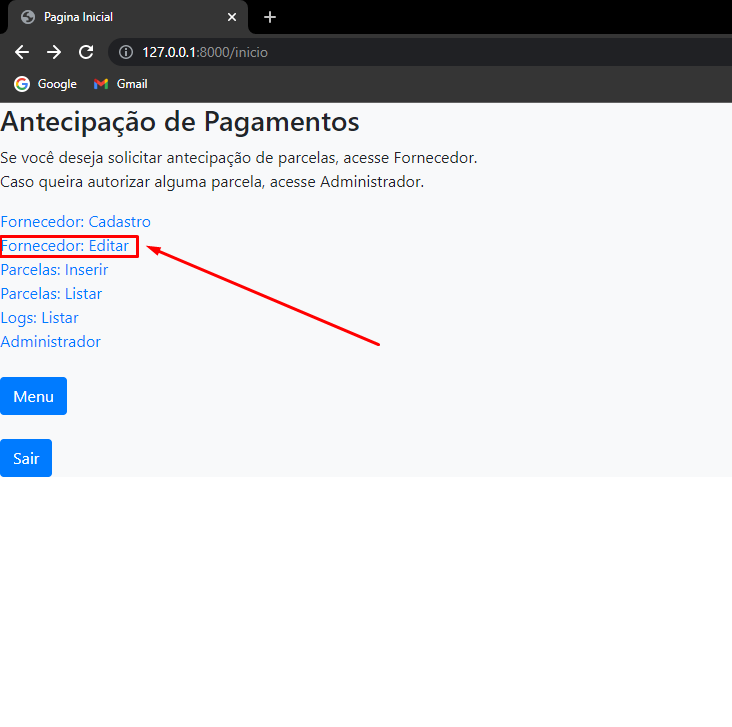 Pagina Inicial
127.0.0.1:8000/inicio
Google
Gmail
Antecipação de Pagamentos
Se você deseja solicitar antecipação de parcelas, acesse Fornecedor.
Caso queira autorizar alguma parcela, acesse Administrador.
Fornecedor: Cadastro
Fornecedor: Editar
Parcelas: Inserir
Parcelas: Listar
Logs: Listar
Administrador
Menu
Sair